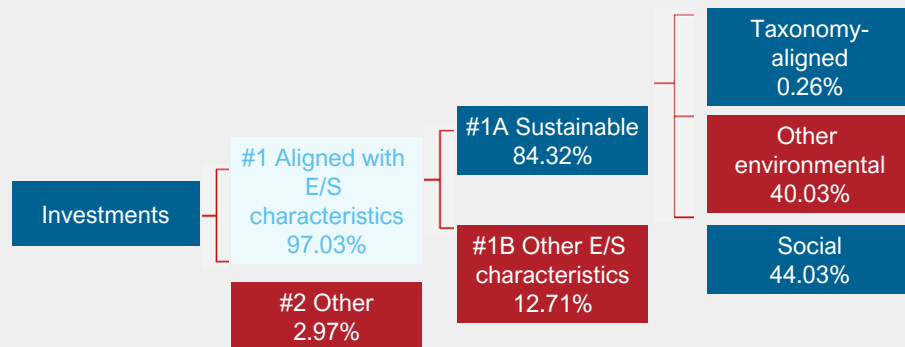 Investments
#1 Aligned with
E/S
characteristics
97.03%
#2 Other
2.97%
#1A Sustainable
84.32%
#1B Other E/S
characteristics
12.71%
Taxonomy-
aligned
0.26%
Other
environmental
40.03%
Social
44.03%